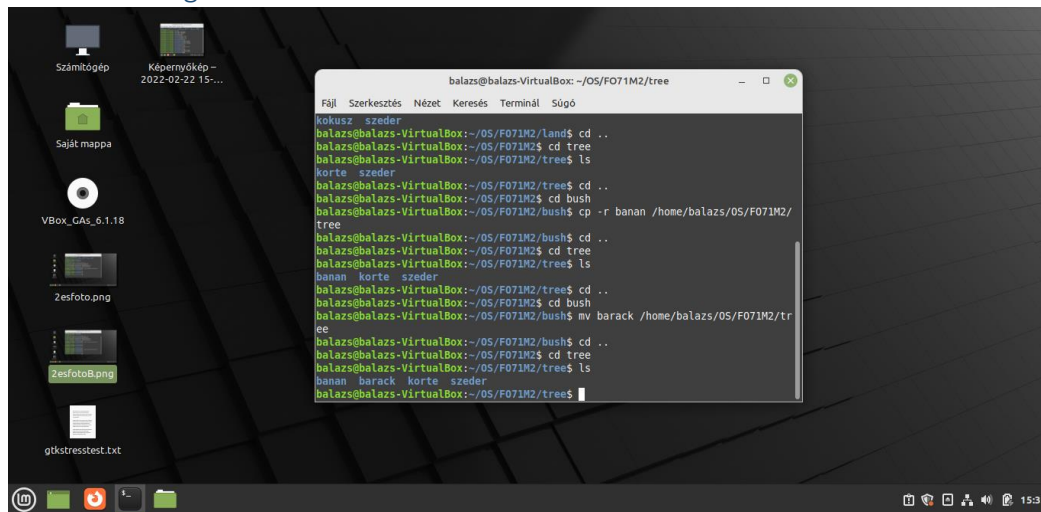 Számítógép
Képernyőkép –
2022-02-22 15-...
Saját mappa
VBox_GAs_6.1.18
2esfoto.png
2esfotoB.png
gtkstresstest.txt
balazs@balazs-VirtualBox: ~/OS/FO71M2/tree
Fájl Szerkesztés Nézet Keresés Terminál Súgó
kokusz szeder
balazs@balazs-VirtualBox:~/OS/FO71M2/land$ cd ..
balazs@balazs-VirtualBox:~/OS/FO71M2$ cd tree
balazs@balazs-VirtualBox:~/OS/FO71M2/tree$ ls
korte szeder
balazs@balazs-VirtualBox:~/OS/FO71M2/tree$ cd ..
balazs@balazs-VirtualBox:~/OS/FO71M2$ cd bush
balazs@balazs-VirtualBox:~/OS/FO71M2/bush$ cp -r banan /home/balazs/OS/FO71M2/
tree
balazs@balazs-VirtualBox:~/OS/FO71M2/bush$ cd ..
balazs@balazs-VirtualBox:~/OS/FO71M2$ cd tree
balazs@balazs-VirtualBox:~/OS/FO71M2/tree$ ls
banan korte szeder
balazs@balazs-VirtualBox:~/OS/FO71M2/tree$ cd ..
balazs@balazs-VirtualBox:~/OS/FO71M2$ cd bush
balazs@balazs-VirtualBox:~/OS/FO71M2/bush$ mv barack /home/balazs/OS/FO71M2/tr
ee
balazs@balazs-VirtualBox:~/OS/FO71M2/bush$ cd ..
balazs@balazs-VirtualBox:~/OS/FO71M2$ cd tree
balazs@balazs-VirtualBox:~/OS/FO71M2/tree$ ls
banan barack korte szeder
balazs@balazs-VirtualBox:~/OS/FO71M2/tree$
15:3